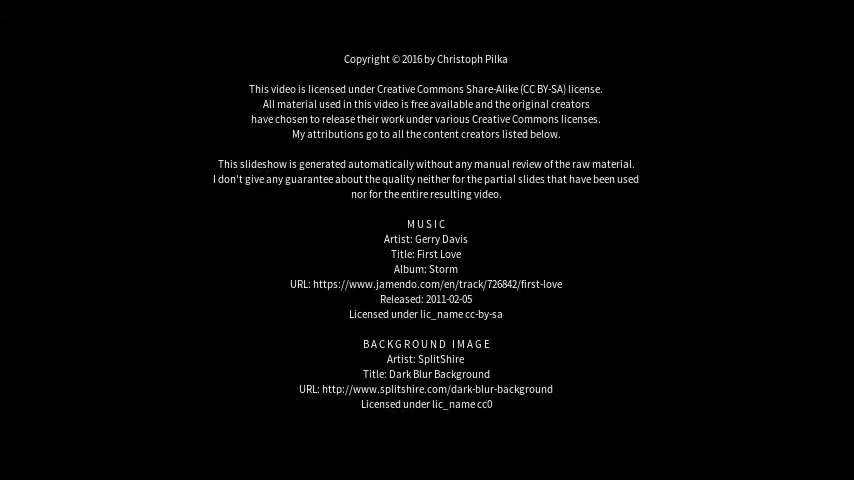 Copyright © 2016 by Christoph Pilka
This video is licensed under Creative Commons Share-Alike (CC BY-SA) license.
All material used in this video is free available and the original creators
have chosen to release their work under various Creative Commons licenses.
My attributions go to all the content creators listed below.
This slideshow is generated automatically without any manual review of the raw material.
I don't give any guarantee about the quality neither for the partial slides that have been used
nor for the entire resulting video.
MUSIC
Artist: Gerry Davis
Title: First Love
Album: Storm
URL: https://www.jamendo.com/en/track/726842/first-love
Released: 2011-02-05
Licensed under lic_name cc-by-sa
BACKGROUND IMAGE
Artist: SplitShire
Title: Dark Blur Background
URL: http://www.splitshire.com/dark-blur-background
Licensed under lic_name cc0